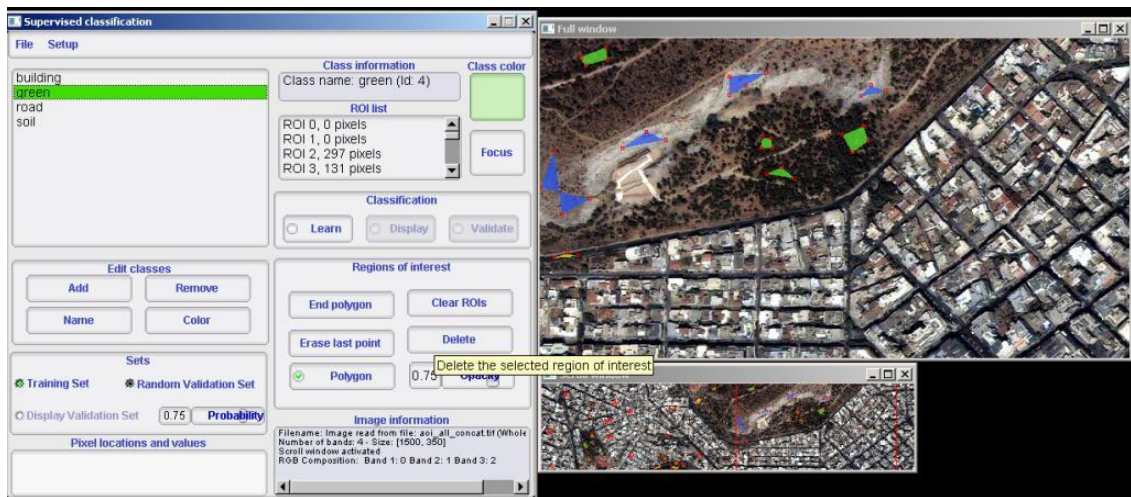 Supervised classification
File Setup
building
green
road
soil
Class information
Class name: green (Id: 4)
Class color
ROI list
ROI 0, 0 pixels
ROI 1, 0 pixels
ROI 2, 297 pixels
ROI 3, 131 pixels
Focus
Classification
Learn
Display
Validate
Edit classes
Add
Remove
Name
Color
Regions of interest
End polygon
Clear ROIs
Erase last point
Delete
Delete the selected region of interest
Polygon
0.75
Opacity
Sets
Training Set
Random Validation Set
Display Validation Set
0.75
Probability
Pixel locations and values
Image information
Filename: Image read from file: aoi_all_concat.tif (Whole
Number of bands: 4 - Size: [1500, 350]
Scroll window activated
RGB Composition: Band 1: 0 Band 2: 1 Band 3: 2
Full window
Scroll window